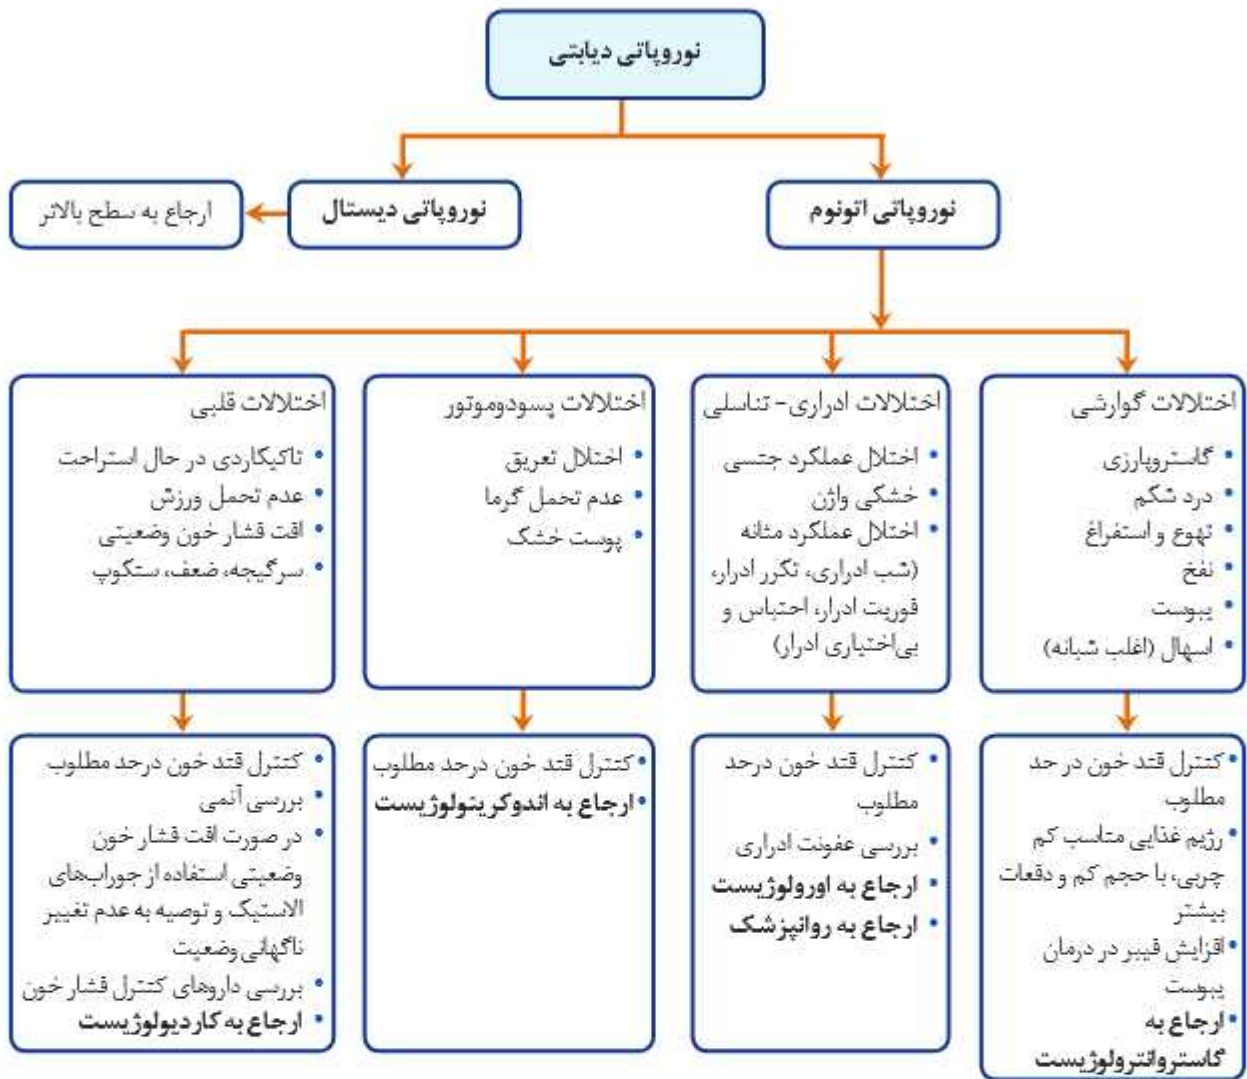 نوروپاتی دیابتی
نوروپاتی اتونوم
نوروپاتی دیستال
ارجاع به سطح بالاتر
اختلالات گوارشی
• گاستروپارزی
• درد شکم
• تهوع و استفراغ
• نفخ
• یبوست
• اسهال (اغلب شبانه)
اختلالات ادراری- تناسلی
• اختلال عملکرد جنسی
• خشکی واژن
• اختلال عملکرد مثانه
(شب ادراری، تکرر ادرار،
فوریت ادرار، احتباس و
بی‌اختیاری ادرار)
اختلالات پسودوموتور
• اختلال تعریق
• عدم تحمل گرما
• پوست خشک
اختلالات قلبی
• تاکیکاردی در حال استراحت
• عدم تحمل ورزش
• افت فشار خون وضعیتی
• سرگیجه، ضعف، سنکوپ
• کنترل قند خون در حد
مطلوب
• رژیم غذایی مناسب کم
چربی، با حجم کم و دفعات
بیشتر
• افزایش فیبر در درمان
یبوست
• ارجاع به
گاستروانترولوژیست
• کنترل قند خون درحد
مطلوب
• بررسی عفونت ادراری
• ارجاع به اورولوژیست
• ارجاع به روانپزشک
• کنترل قند خون درحد مطلوب
• ارجاع به اندوکرینولوژیست
• کنترل قند خون درحد مطلوب
• بررسی آنمی
• در صورت افت فشار خون
وضعیتی استفاده از جوراب‌های
الاستیک و توصیه به عدم تغییر
ناگهانی وضعیت
• بررسی داروهای کنترل فشار خون
• ارجاع به کاردیولوژیست